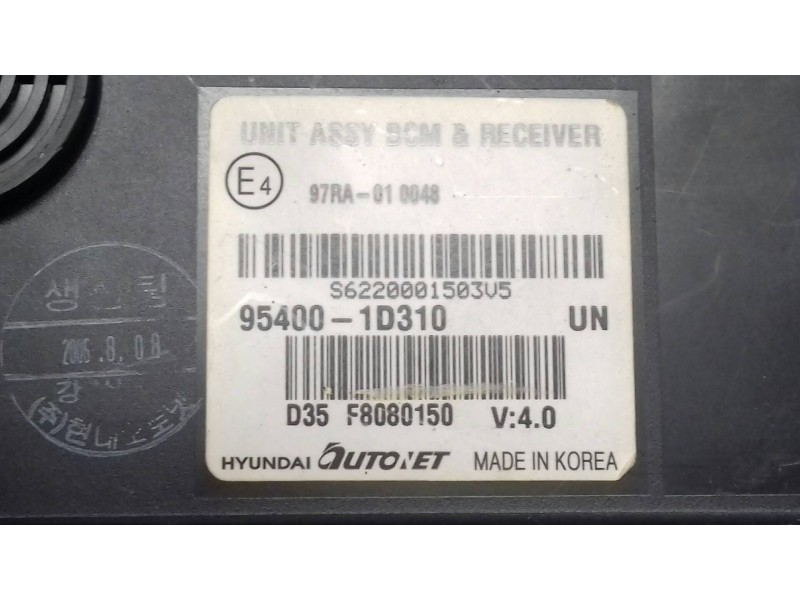 UNIT ASSY BCM & RECEIVER
E4
97RA-01 0048
S6220001503V5
95400-1D310 UN
D35 F8080150 V:4.0
HYUNDAI AUTONET MADE IN KOREA
2006.8.08